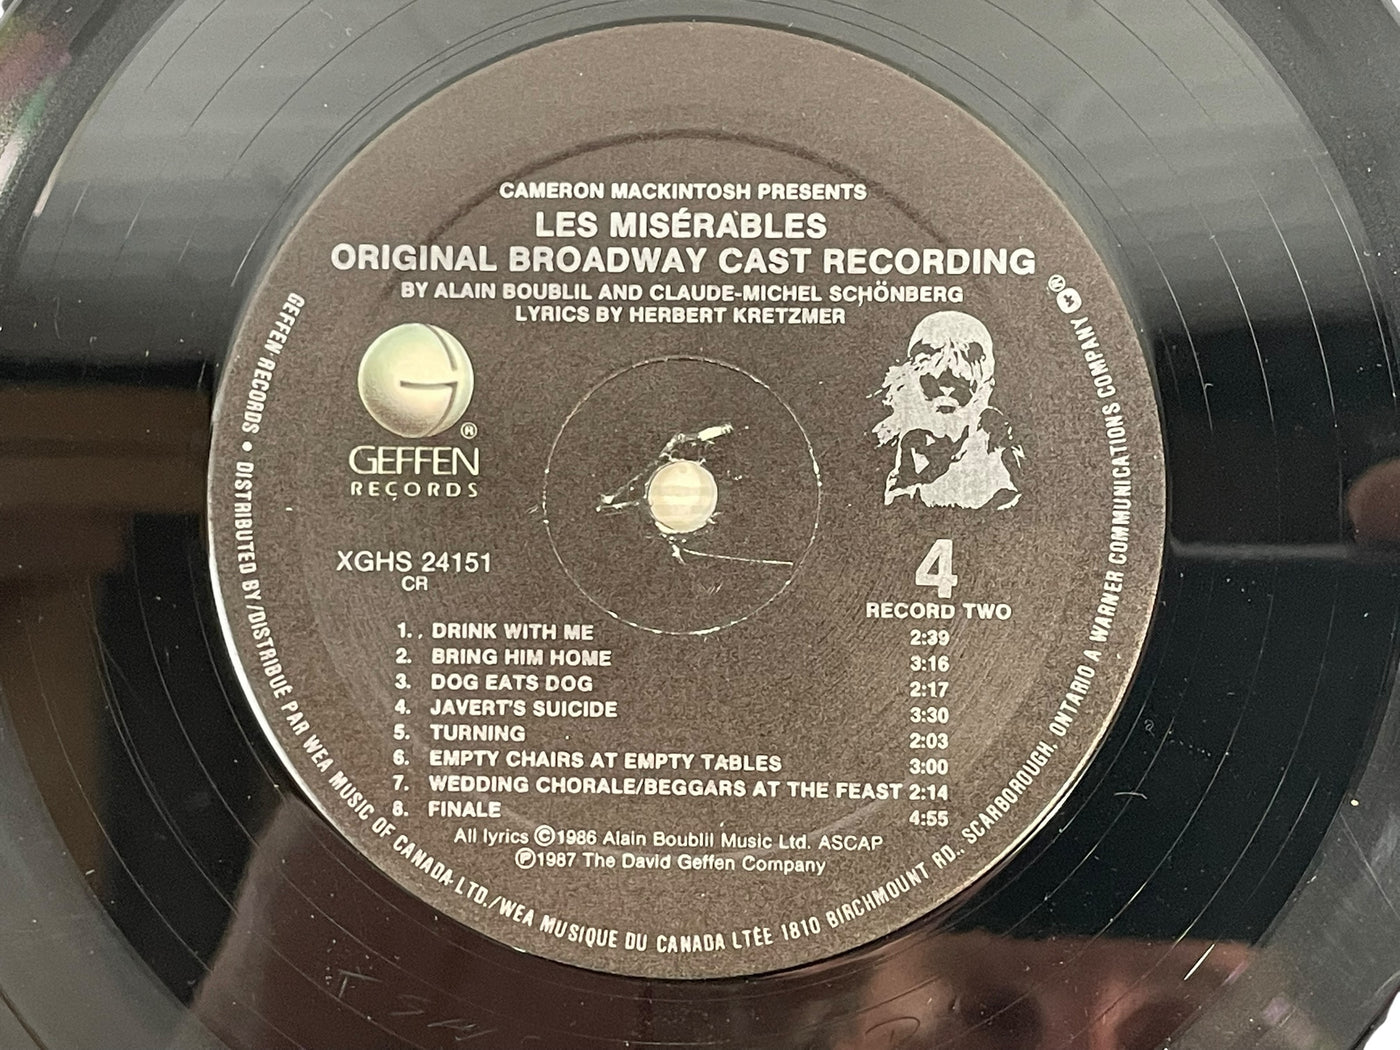 CAMERON MACKINTOSH PRESENTS
LES MISÉRABLES
ORIGINAL BROADWAY CAST RECORDING
BY ALAIN BOUBLIL AND CLAUDE-MICHEL SCHÖNBERG
LYRICS BY HERBERT KRETZMER
GEFFEN
RECORDS
XGHS 24151
CR
4
RECORD TWO
1. DRINK WITH ME 2:39
2. BRING HIM HOME 3:16
3. DOG EATS DOG 2:17
4. JAVERT'S SUICIDE 3:30
5. TURNING 2:03
6. EMPTY CHAIRS AT EMPTY TABLES 3:00
7. WEDDING CHORALE/BEGGARS AT THE FEAST 2:14
8. FINALE 4:55
All lyrics ©1986 Alain Boublil Music Ltd. ASCAP
℗1987 The David Geffen Company
GEFFEN RECORDS • DISTRIBUTED BY/DISTRIBUÉ PAR WEA MUSIC OF CANADA LTD./WEA MUSIQUE DU CANADA LTÉE 1810 BIRCHMOUNT RD., SCARBOROUGH, ONTARIO A WARNER COMMUNICATIONS COMPANY